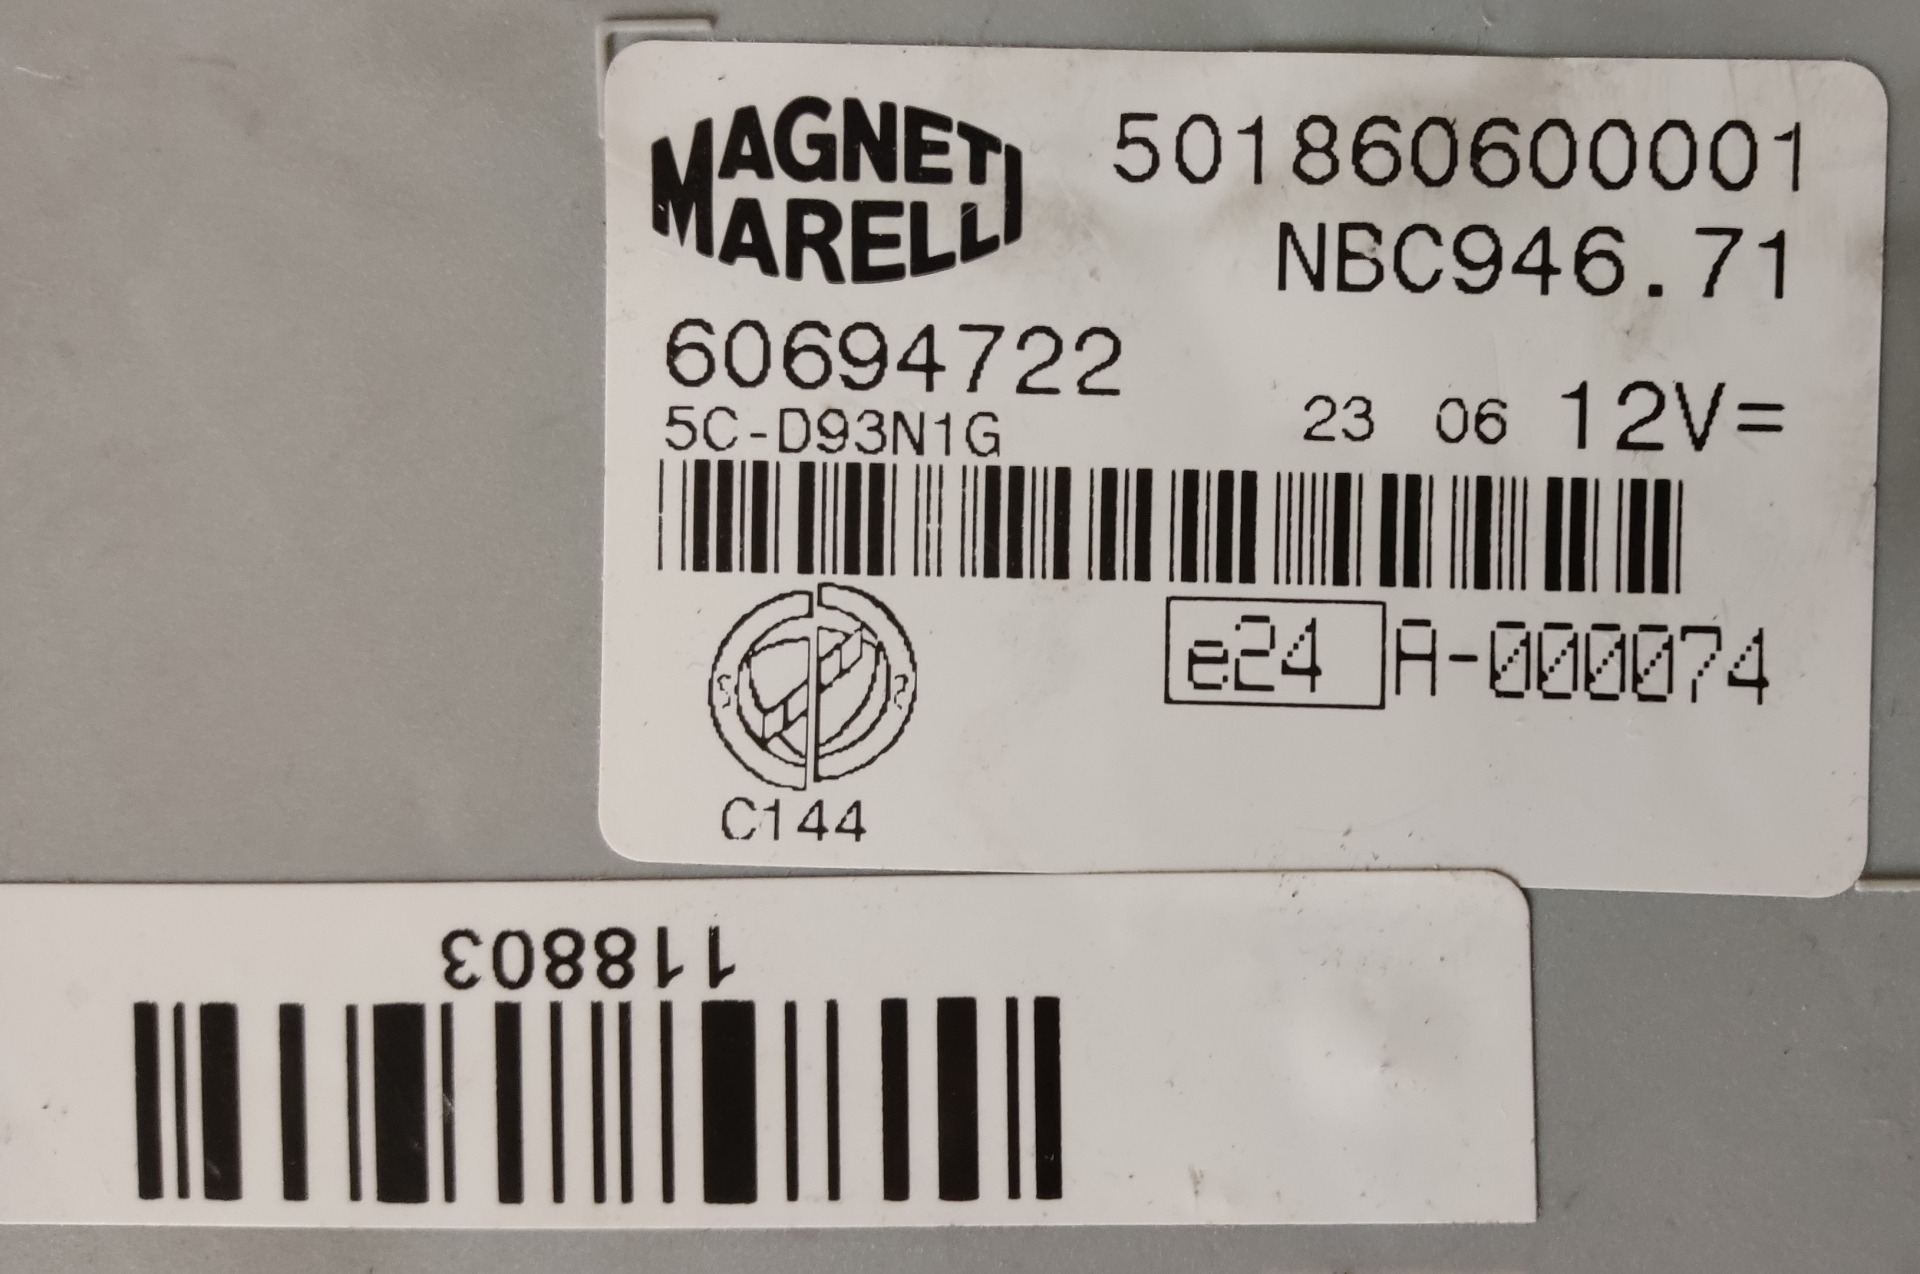 MAGNETI
MARELLI
501860600001
NBC946.71
60694722
5C-D93N1G
23 06 12V=
e24 A-000074
C144
118803